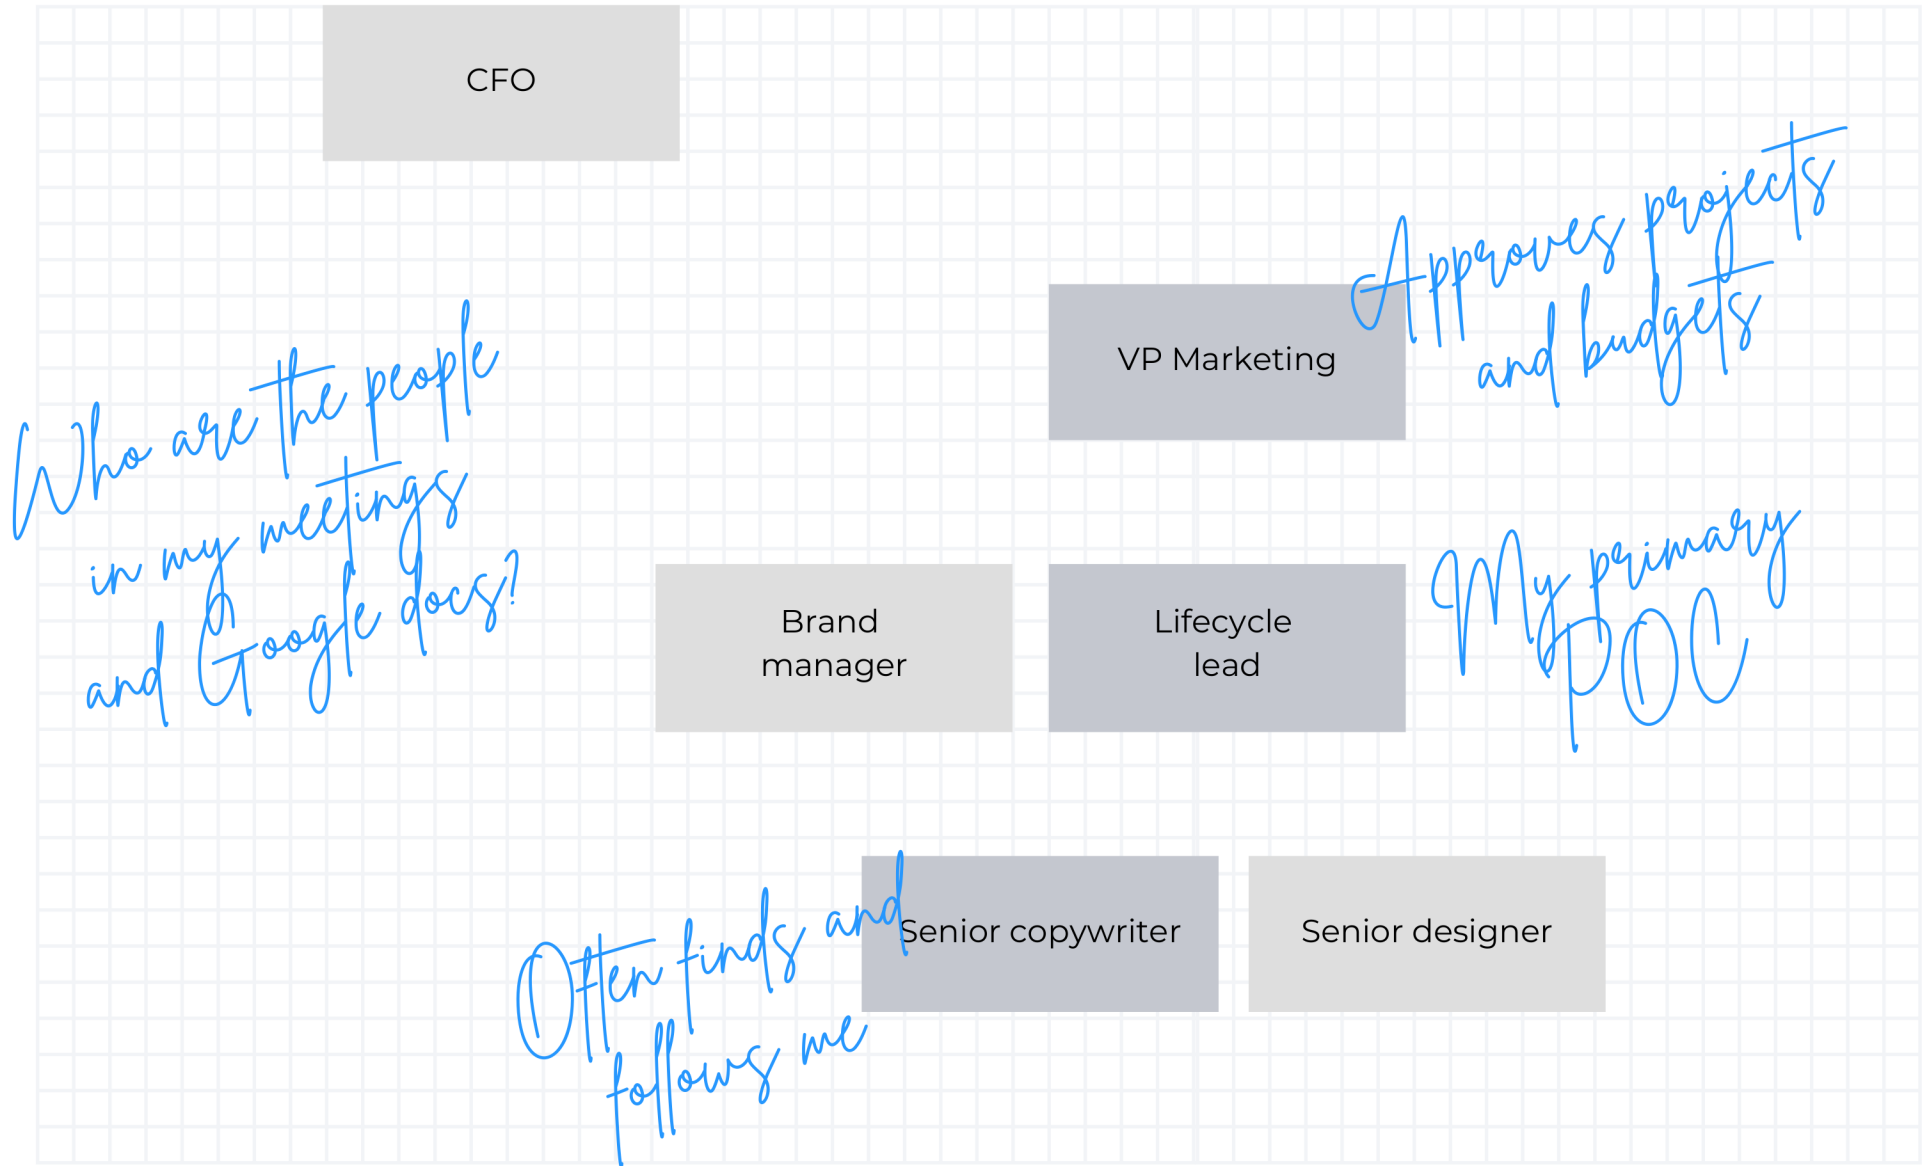 CFO
Approves projects
and budgets
VP Marketing
Who are the people
in my meetings
and Google docs?
My primary
POC
Brand
manager
Lifecycle
lead
Often finds and
follows me
Senior copywriter
Senior designer